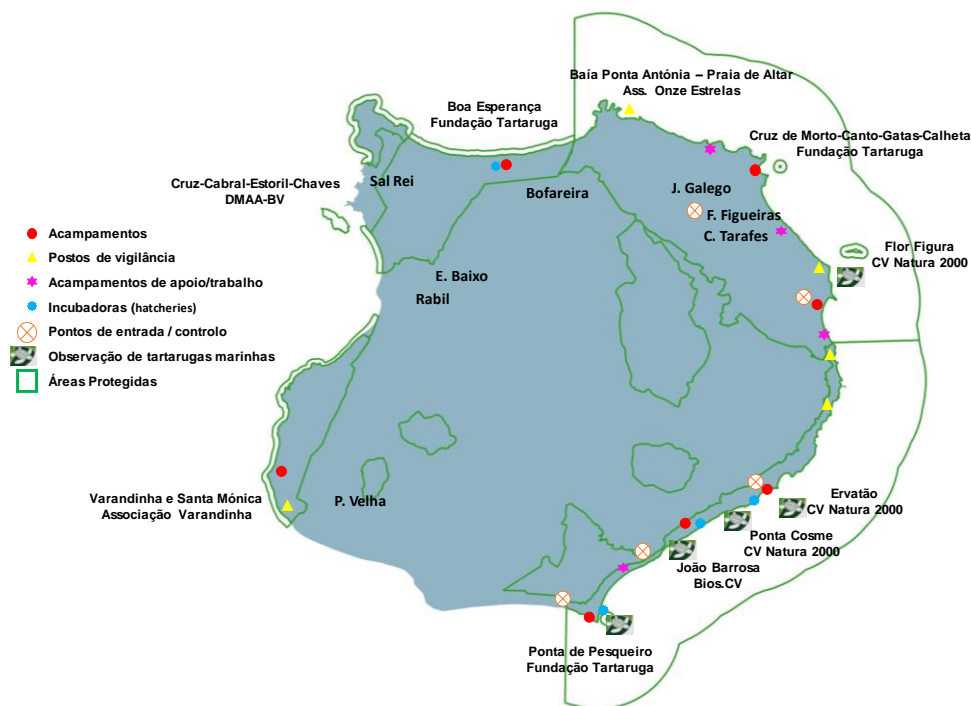 Baía Ponta Antónia – Praia de Altar
Ass. Onze Estrelas
Boa Esperança
Fundação Tartaruga
Cruz de Morto-Canto-Gatas-Calheta
Fundação Tartaruga
Cruz-Cabral-Estoril-Chaves
DMAA-BV
Sal Rei
Bofareira
J. Galego
F. Figueiras
C. Tarafes
Flor Figura
CV Natura 2000
E. Baixo
Rabil
Acampamentos
Postos de vigilância
Acampamentos de apoio/trabalho
Incubadoras (hatcheries)
Pontos de entrada / controlo
Observação de tartarugas marinhas
Áreas Protegidas
Varandinha e Santa Mónica
Associação Varandinha
P. Velha
Ervatão
CV Natura 2000
Ponta Cosme
CV Natura 2000
João Barrosa
Bios.CV
Ponta de Pesqueiro
Fundação Tartaruga